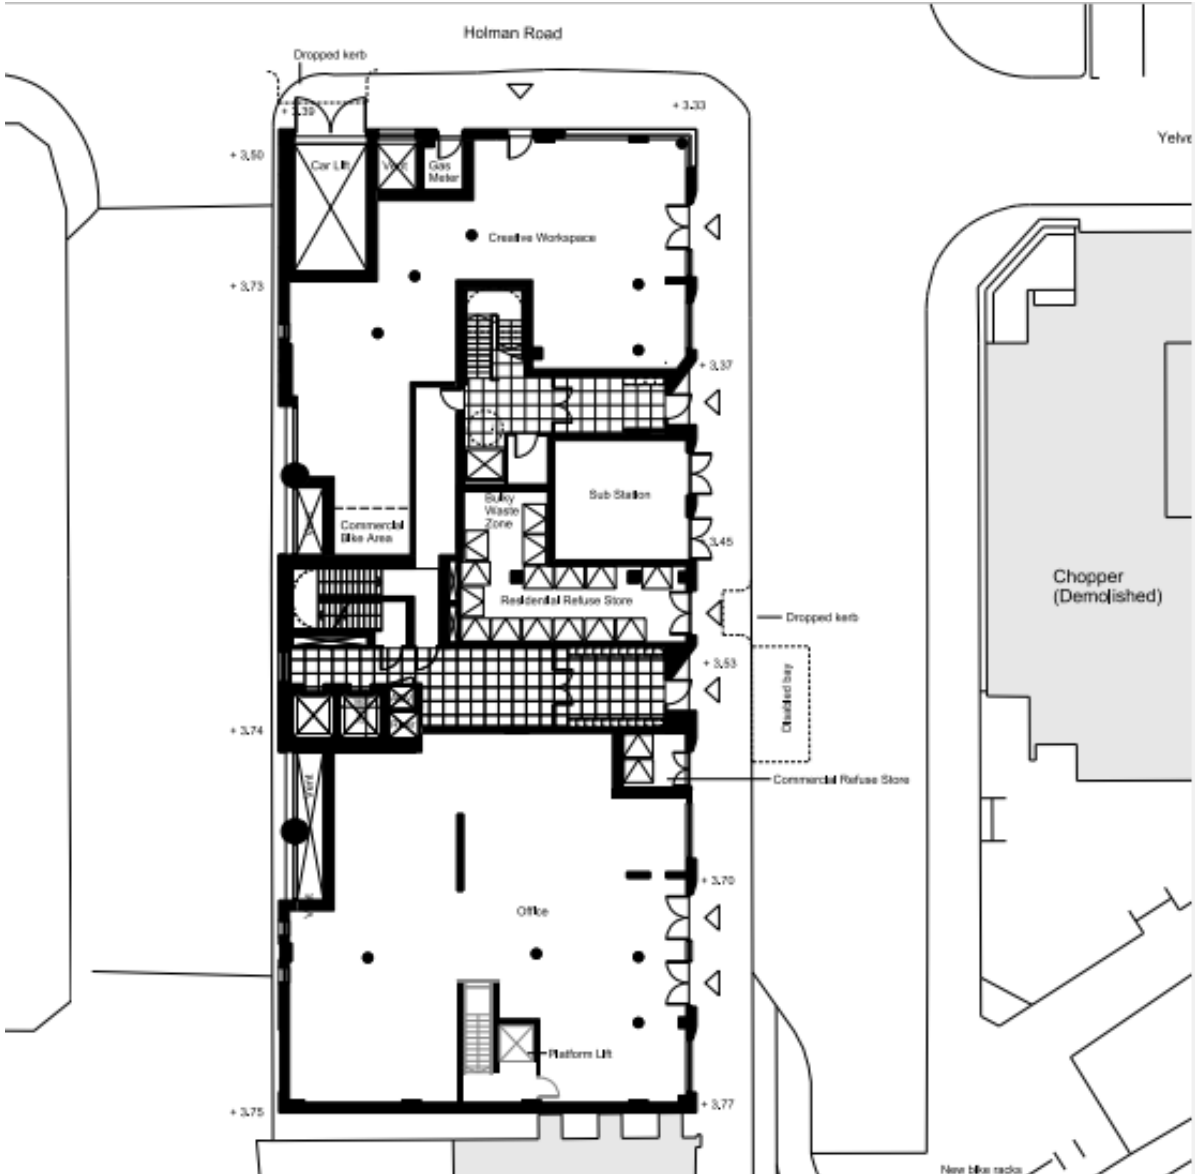 Holman Road
Dropped kerb
+ 3.39
+ 3.33
Yelve
+ 3.50
Car Lift
Vent
Gas
Meter
Creative Workspace
+ 3.73
+ 3.37
Sub Station
Bulky
Waste
Zone
Commercial
Bike Area
3.45
Chopper
(Demolished)
Residential Refuse Store
Dropped kerb
+ 3.53
Disabled bay
+ 3.74
Vent
Commercial Refuse Store
+ 3.70
Office
Platform Lift
+ 3.75
+ 3.77
New bike racks